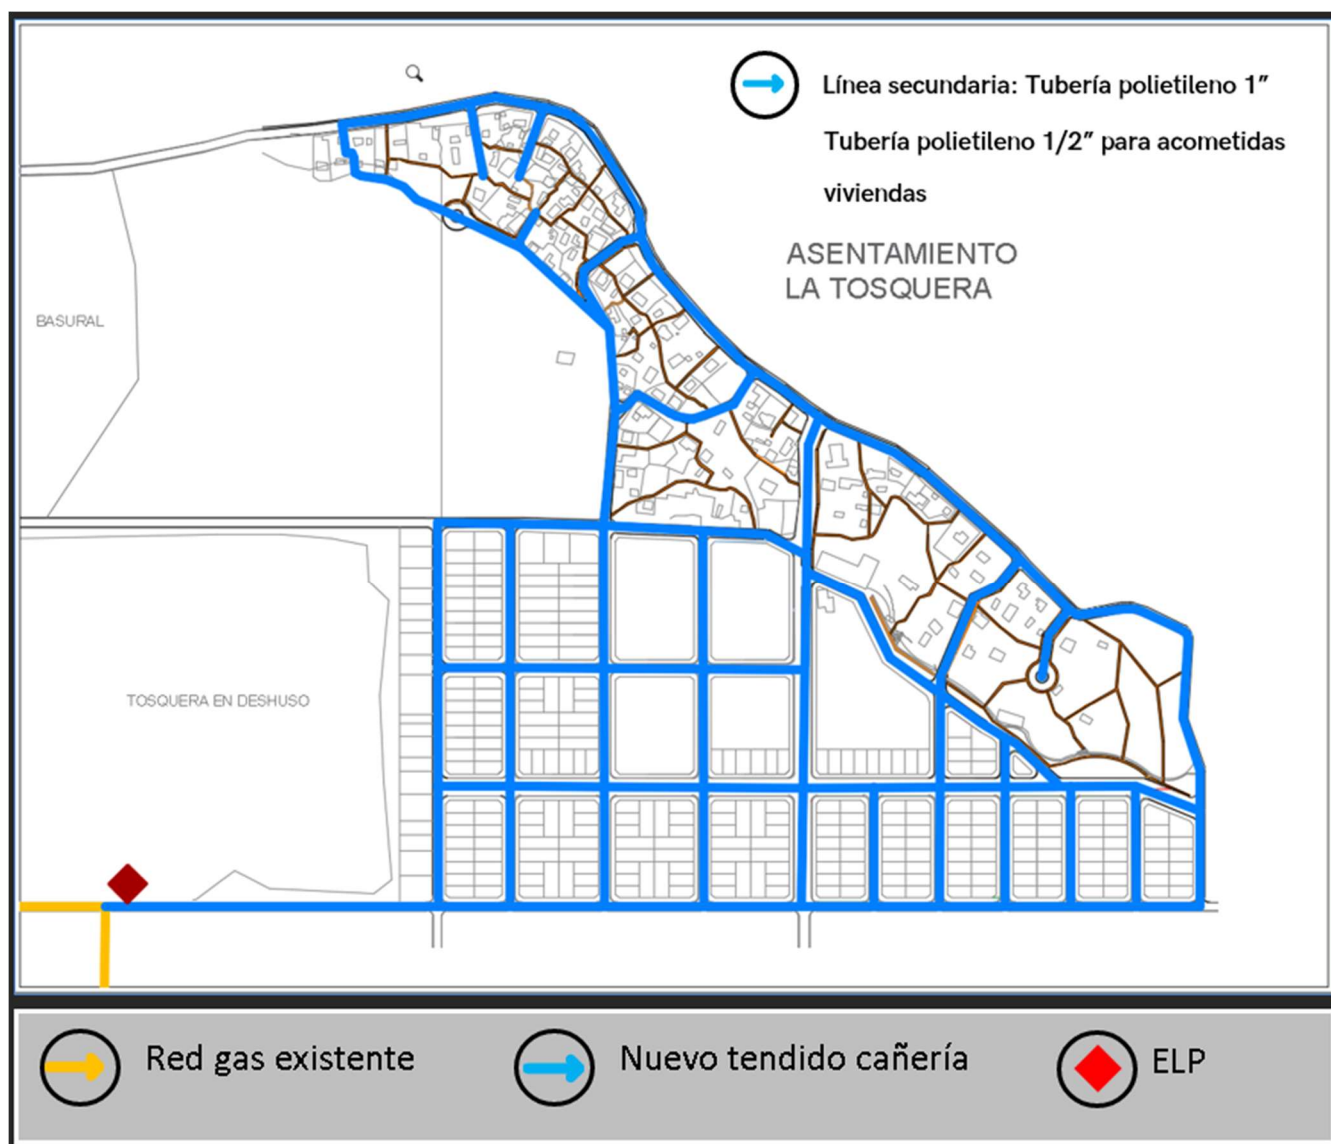 Línea secundaria: Tubería polietileno 1”
Tubería polietileno 1/2” para acometidas
viviendas
ASENTAMIENTO
LA TOSQUERA
BASURAL
TOSQUERA EN DESHUSO
Red gas existente
Nuevo tendido cañería
ELP